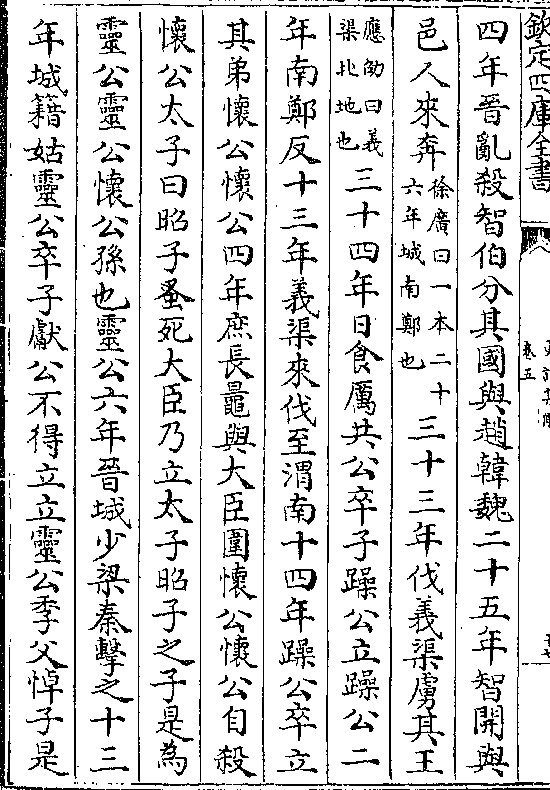 欽定四庫全書
卷五
四年晉亂殺智伯分其國與趙韓魏二十五年智開與
邑人來奔徐廣曰一本二十六年城南鄭也三十三年伐義渠虜其王
應劭曰義渠北地也三十四年日食厲共公卒子躁公立躁公二
年南鄭反十三年義渠來伐至渭南十四年躁公卒立
其弟懷公懷公四年庶長鼂與大臣圍懷公懷公自殺
懷公太子曰昭子蚤死大臣乃立太子昭子之子是為
靈公靈公懷公孫也靈公六年晉城少梁秦擊之十三
年城籍姑靈公卒子獻公不得立立靈公季父悼子是